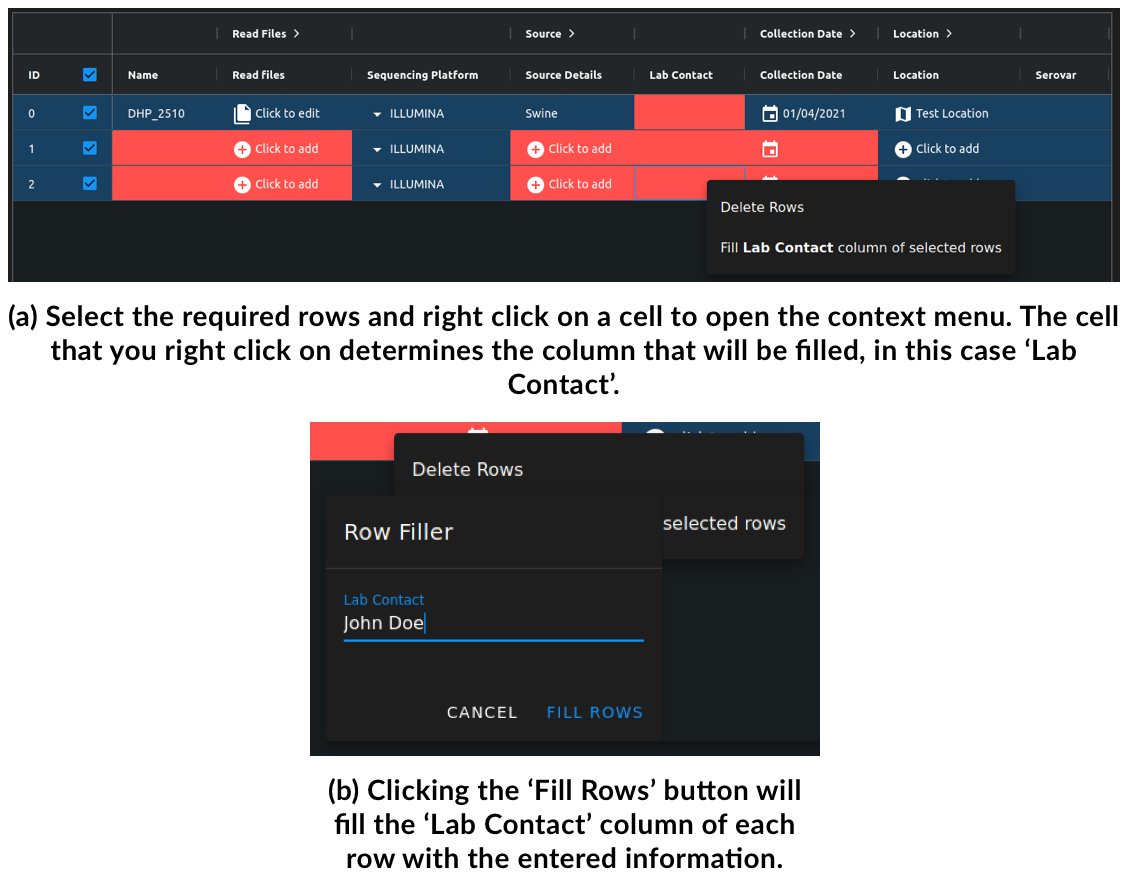 Read Files > Source > Collection Date > Location >
ID Name Read files Sequencing Platform Source Details Lab Contact Collection Date Location Serovar
0 DHP_2510 Click to edit ILLUMINA Swine 01/04/2021 Test Location
1 Click to add ILLUMINA Click to add Click to add
2 Click to add ILLUMINA Click to add
Delete Rows
Fill Lab Contact column of selected rows
(a) Select the required rows and right click on a cell to open the context menu. The cell
that you right click on determines the column that will be filled, in this case ‘Lab
Contact’.
Delete Rows
selected rows
Row Filler
Lab Contact
John Doe
CANCEL FILL ROWS
(b) Clicking the ‘Fill Rows’ button will
fill the ‘Lab Contact’ column of each
row with the entered information.